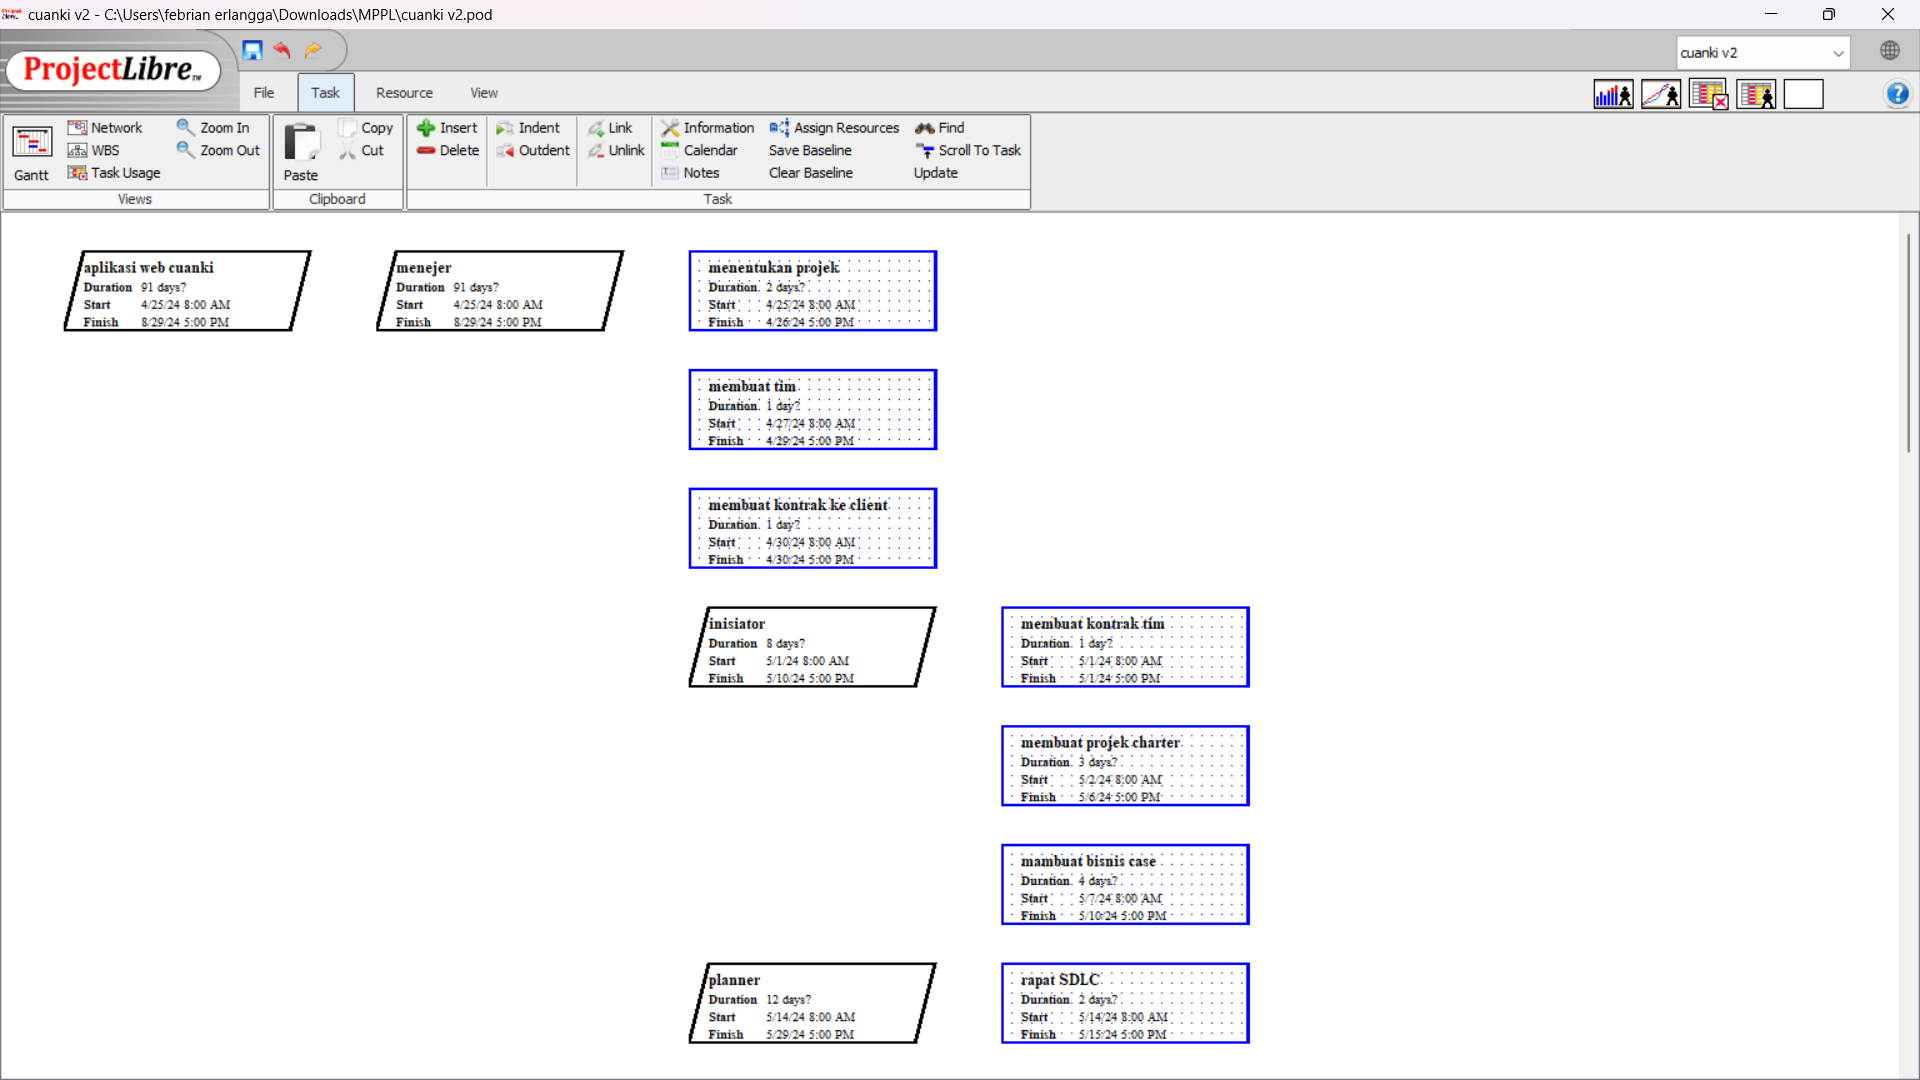 cuanki v2 - C:\Users\febrian erlangga\Downloads\MPPL\cuanki v2.pod
ProjectLibre™
cuanki v2
File
Task
Resource
View
Gantt
Network
WBS
Task Usage
Zoom In
Zoom Out
Views
Paste
Copy
Cut
Clipboard
Insert
Delete
Indent
Outdent
Link
Unlink
Information
Calendar
Notes
Assign Resources
Save Baseline
Clear Baseline
Find
Scroll To Task
Update
Task
aplikasi web cuanki
Duration 91 days?
Start 4/25/24 8:00 AM
Finish 8/29/24 5:00 PM
menejer
Duration 91 days?
Start 4/25/24 8:00 AM
Finish 8/29/24 5:00 PM
menentukan projek
Duration 2 days?
Start 4/25/24 8:00 AM
Finish 4/26/24 5:00 PM
membuat tim
Duration 1 day?
Start 4/27/24 8:00 AM
Finish 4/29/24 5:00 PM
membuat kontrak ke client
Duration 1 day?
Start 4/30/24 8:00 AM
Finish 4/30/24 5:00 PM
inisiator
Duration 8 days?
Start 5/1/24 8:00 AM
Finish 5/10/24 5:00 PM
membuat kontrak tim
Duration 1 day?
Start 5/1/24 8:00 AM
Finish 5/1/24 5:00 PM
membuat projek charter
Duration 3 days?
Start 5/2/24 8:00 AM
Finish 5/6/24 5:00 PM
mambuat bisnis case
Duration 4 days?
Start 5/7/24 8:00 AM
Finish 5/10/24 5:00 PM
planner
Duration 12 days?
Start 5/14/24 8:00 AM
Finish 5/29/24 5:00 PM
rapat SDLC
Duration 2 days?
Start 5/14/24 8:00 AM
Finish 5/15/24 5:00 PM